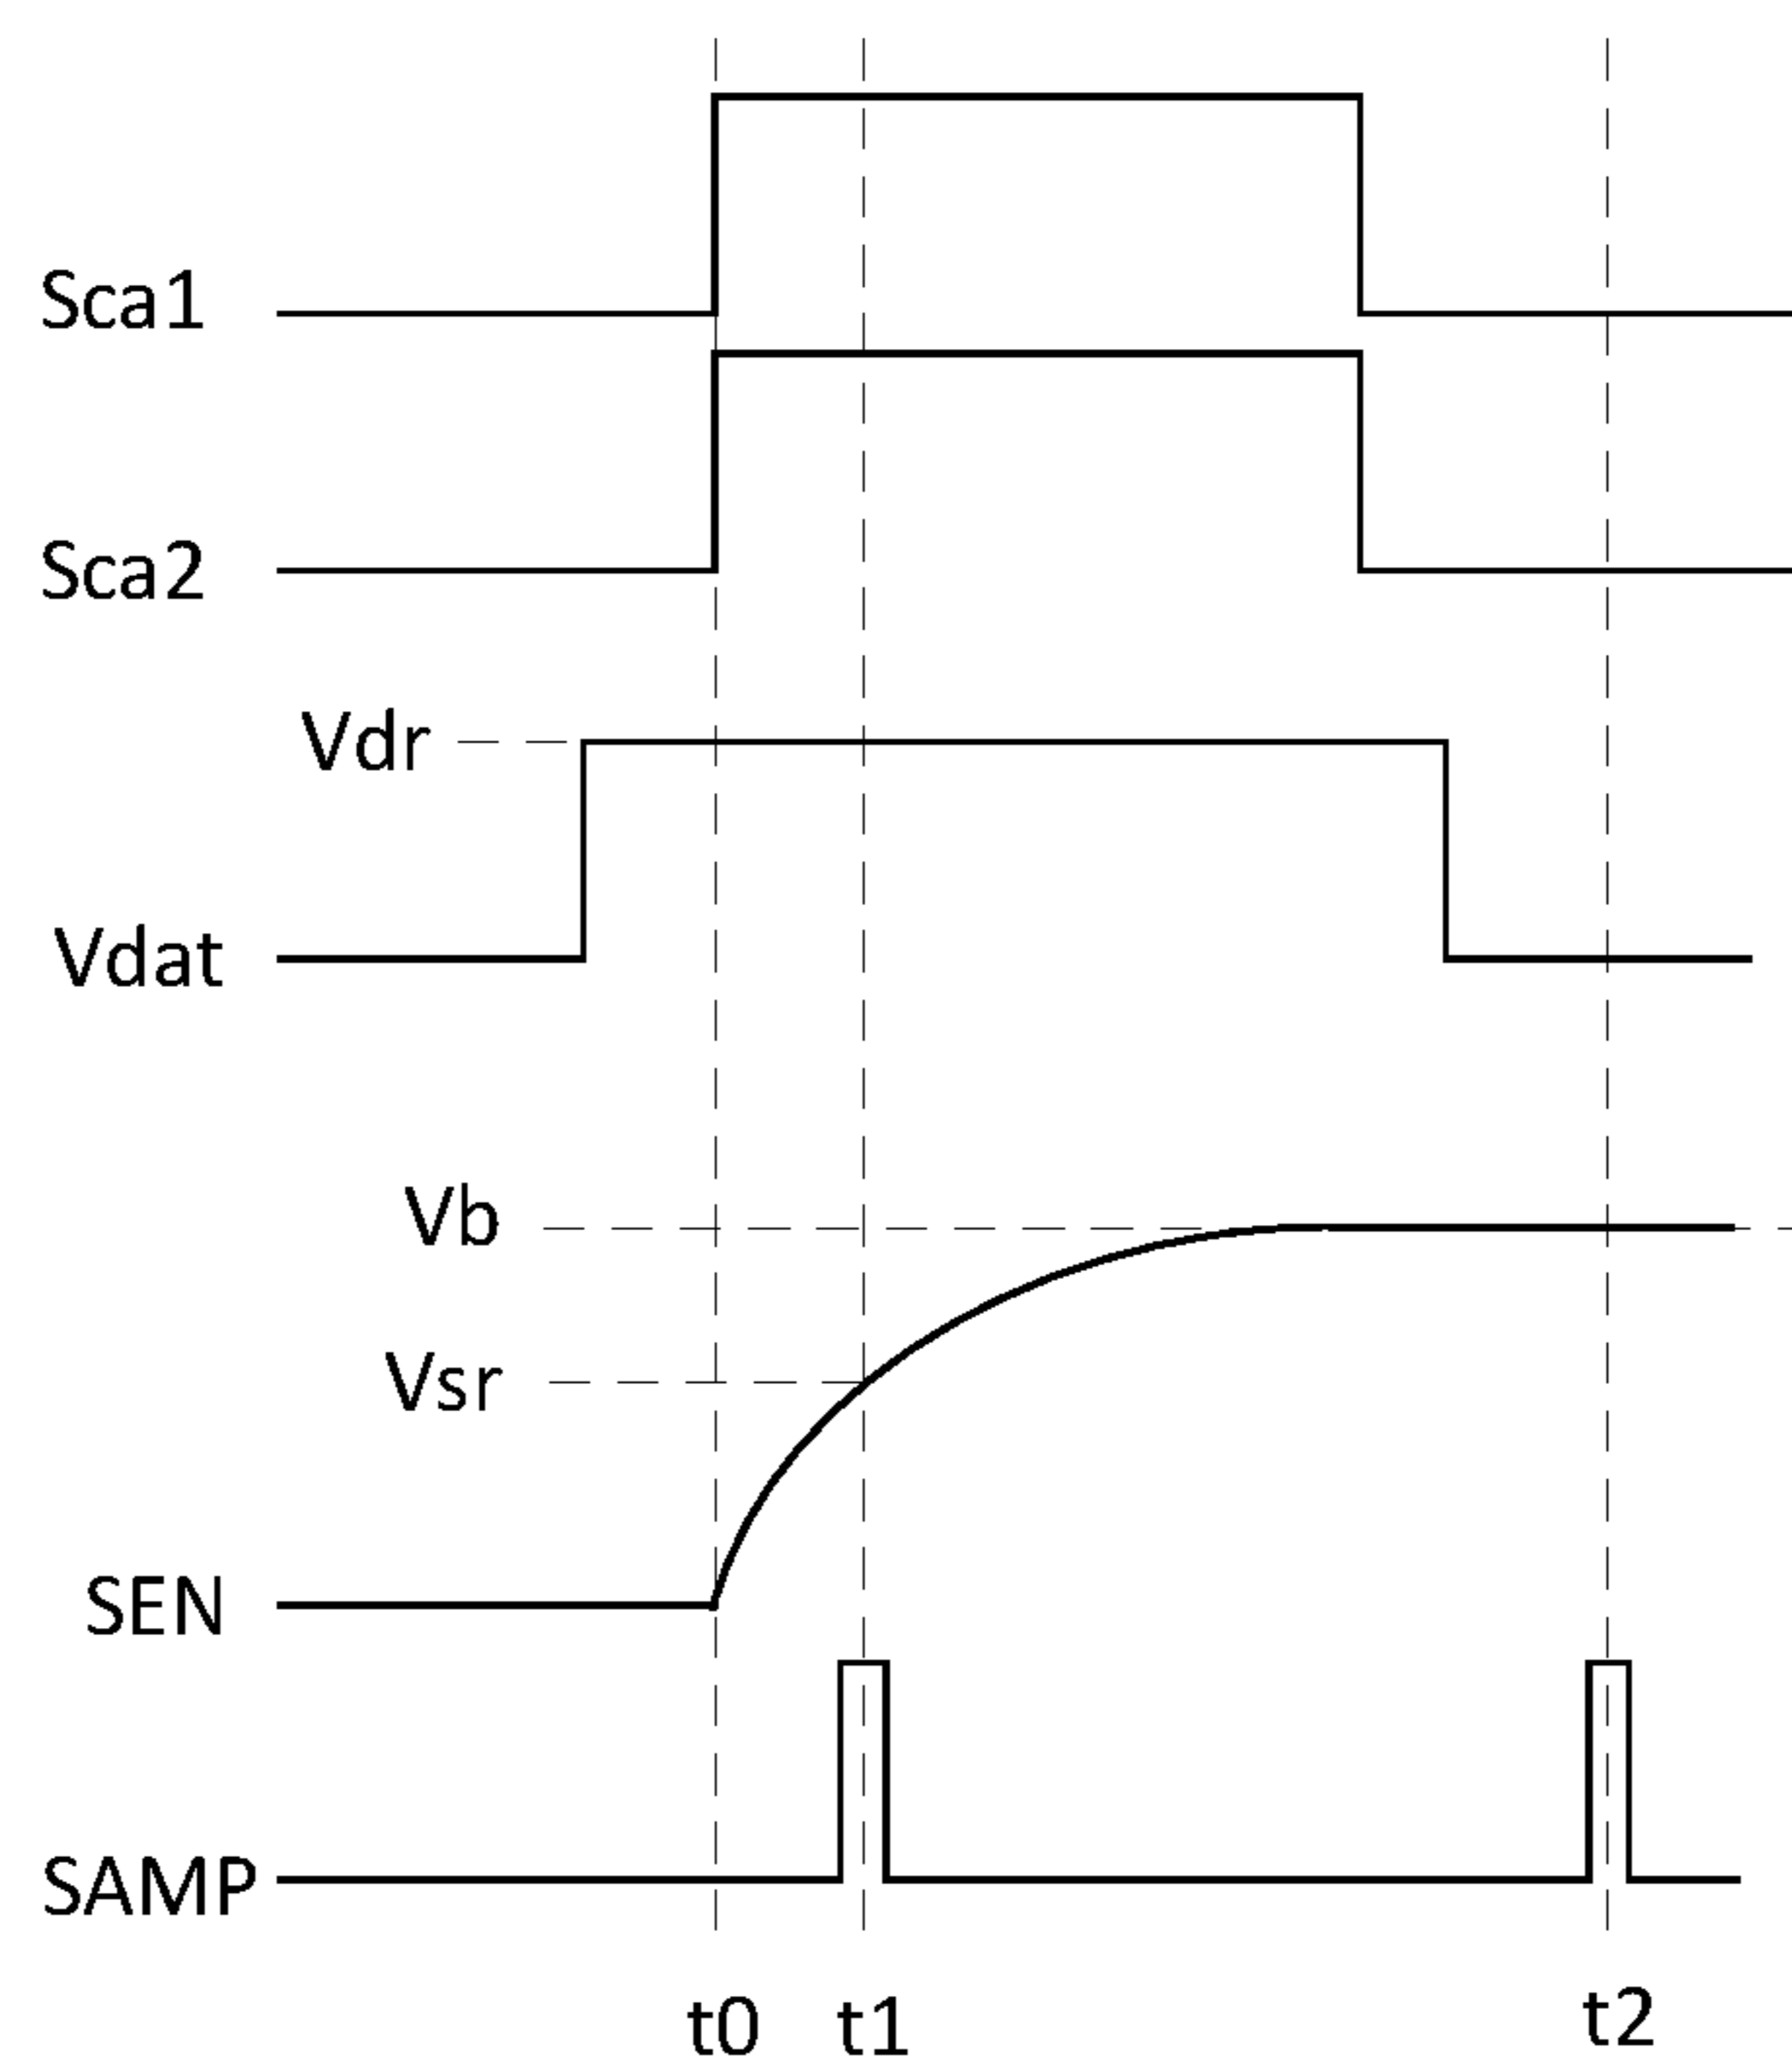 Sca1
Sca2
Vdr
Vdat
Vb
Vsr
SEN
SAMP
t0 t1 t2